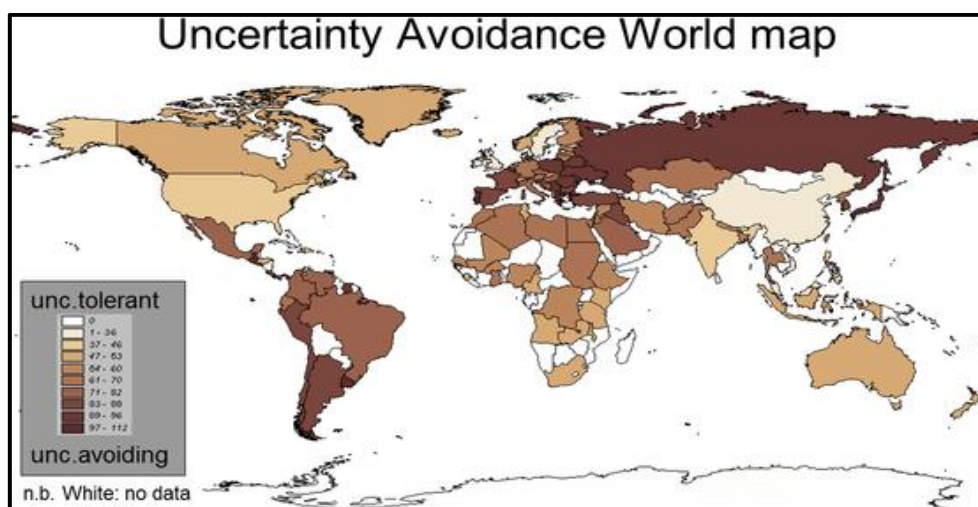 Uncertainty Avoidance World map
unc.tolerant
0
1 - 36
37 - 46
47 - 53
54 - 60
61 - 70
71 - 82
83 - 88
89 - 96
97 - 112
unc.avoiding
n.b. White: no data